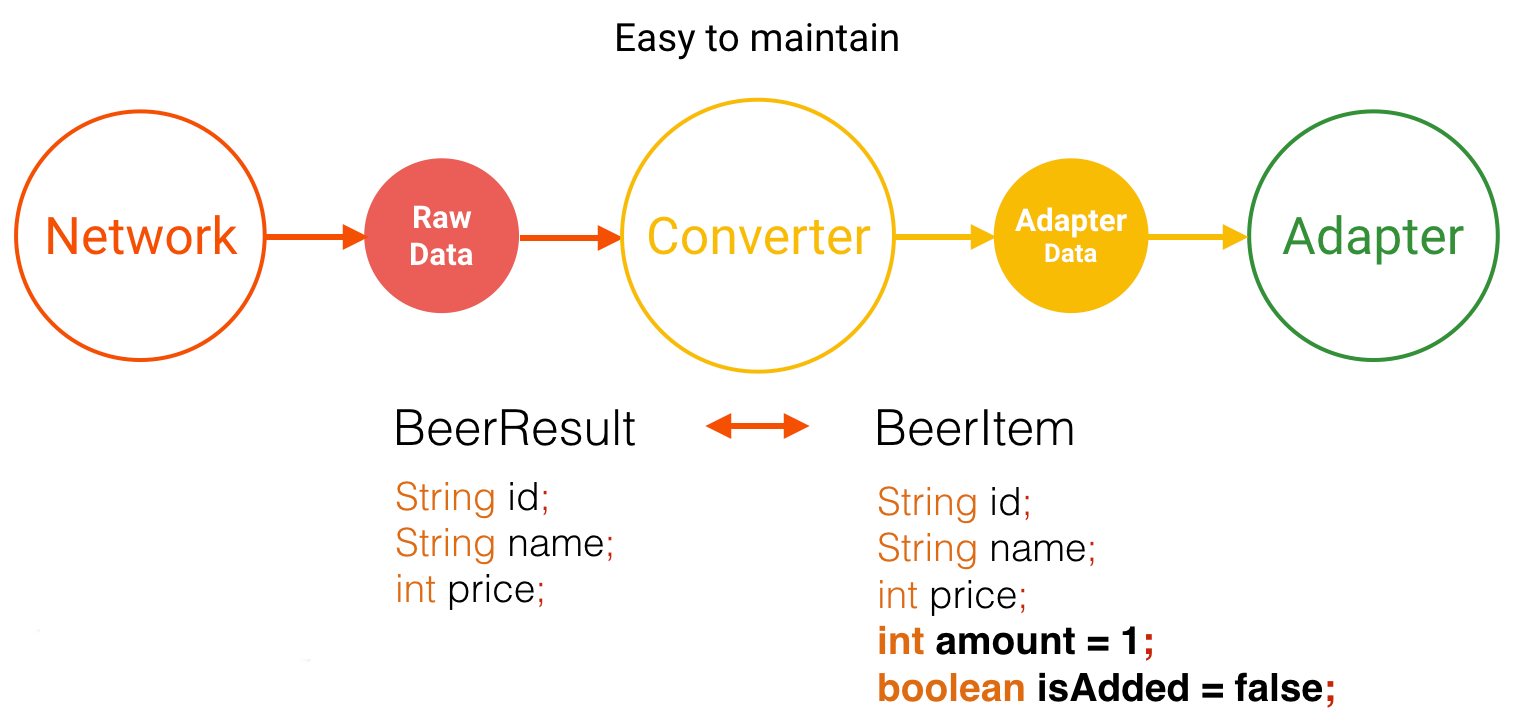 Easy to maintain
Network
Raw
Data
Converter
Adapter
Data
Adapter
BeerResult
String id;
String name;
int price;
BeerItem
String id;
String name;
int price;
int amount = 1;
boolean isAdded = false;